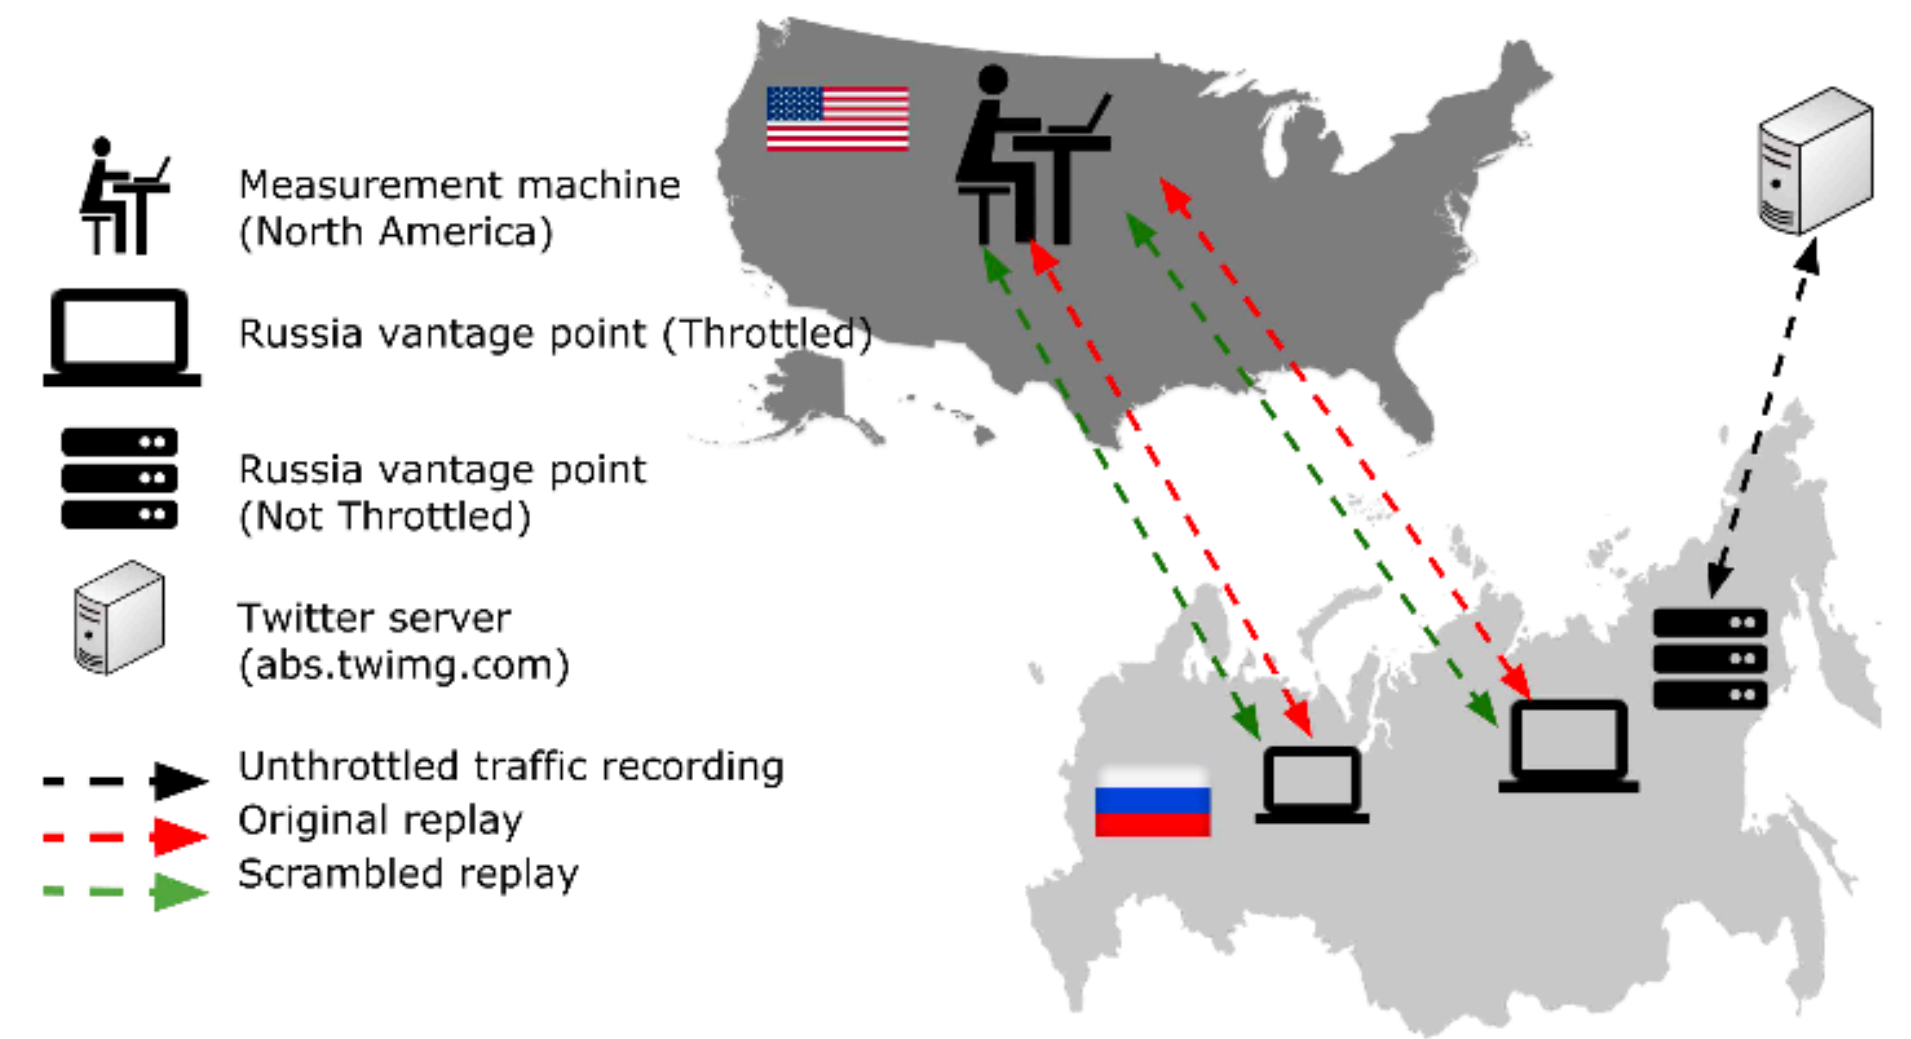 Measurement machine
(North America)
Russia vantage point (Throttled)
Russia vantage point
(Not Throttled)
Twitter server
(abs.twimg.com)
Unthrottled traffic recording
Original replay
Scrambled replay